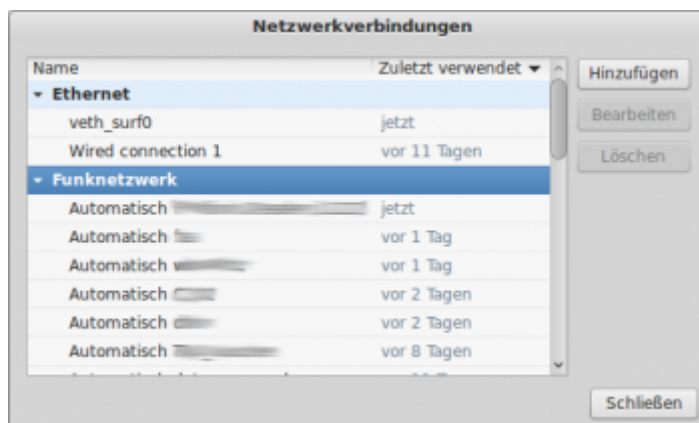 Netzwerkverbindungen
Name Zuletzt verwendet
Ethernet
veth_surf0 jetzt
Wired connection 1 vor 11 Tagen
Funknetzwerk
Automatisch jetzt
Automatisch vor 1 Tag
Automatisch vor 1 Tag
Automatisch vor 2 Tagen
Automatisch vor 2 Tagen
Automatisch vor 8 Tagen
Hinzufügen
Bearbeiten
Löschen
Schließen